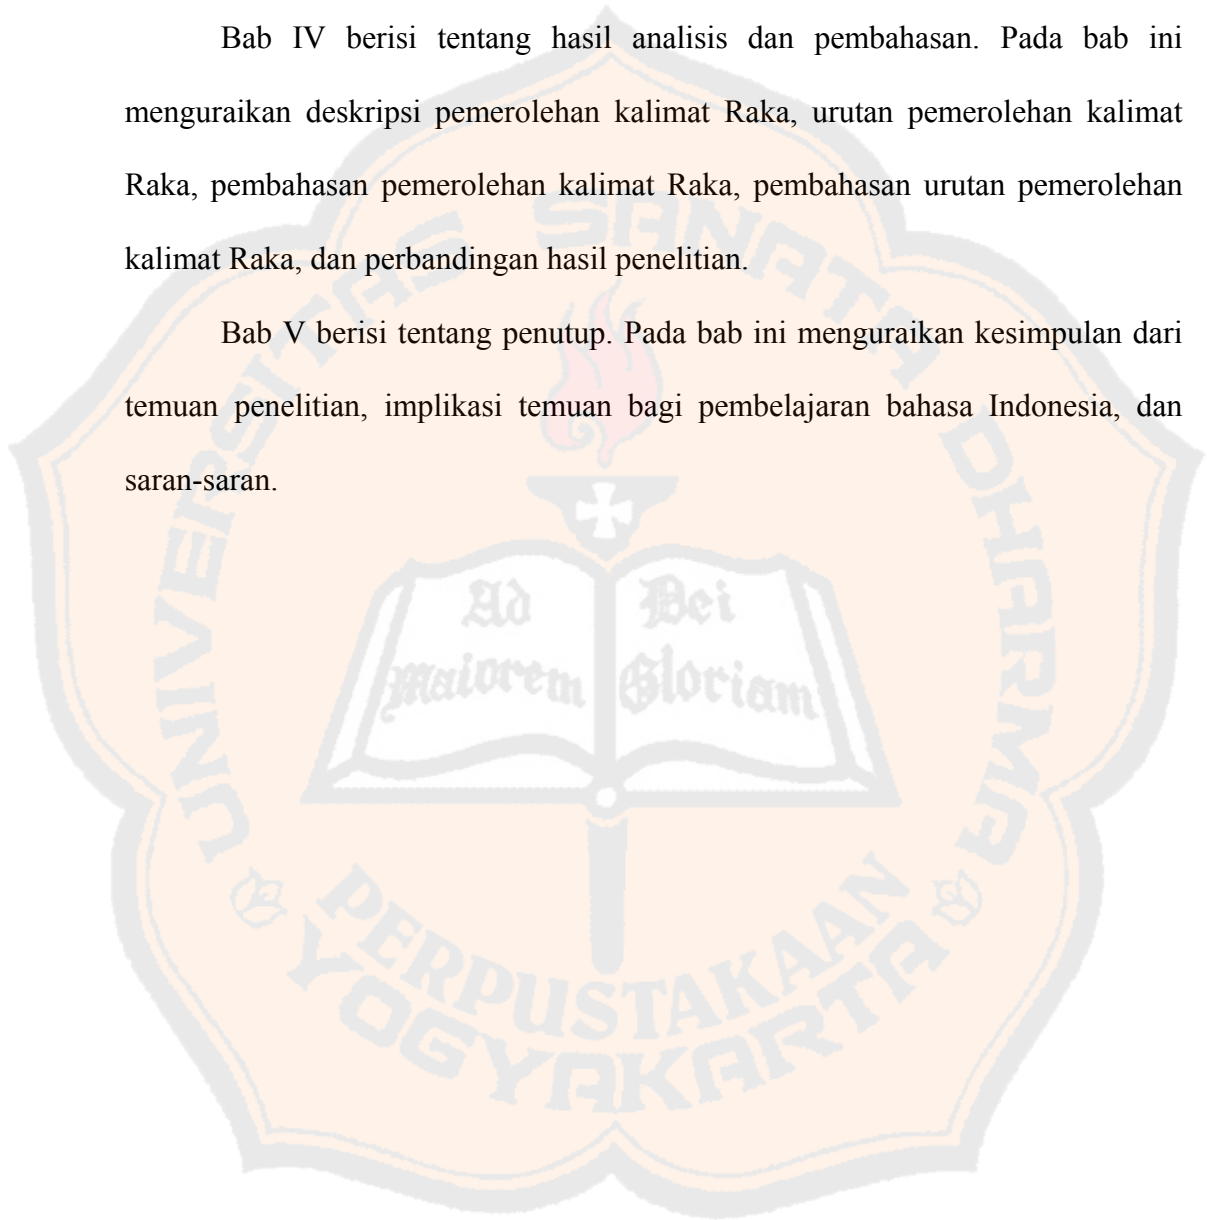 Bab IV berisi tentang hasil analisis dan pembahasan. Pada bab ini
menguraikan deskripsi pemerolehan kalimat Raka, urutan pemerolehan kalimat
Raka, pembahasan pemerolehan kalimat Raka, pembahasan urutan pemerolehan
kalimat Raka, dan perbandingan hasil penelitian.
Bab V berisi tentang penutup. Pada bab ini menguraikan kesimpulan dari
temuan penelitian, implikasi temuan bagi pembelajaran bahasa Indonesia, dan
saran-saran.
UNIVERSITAS SANATA DHARMA
Ad Dei
Maiorem Gloriam
PERPUSTAKAAN
YOGYAKARTA